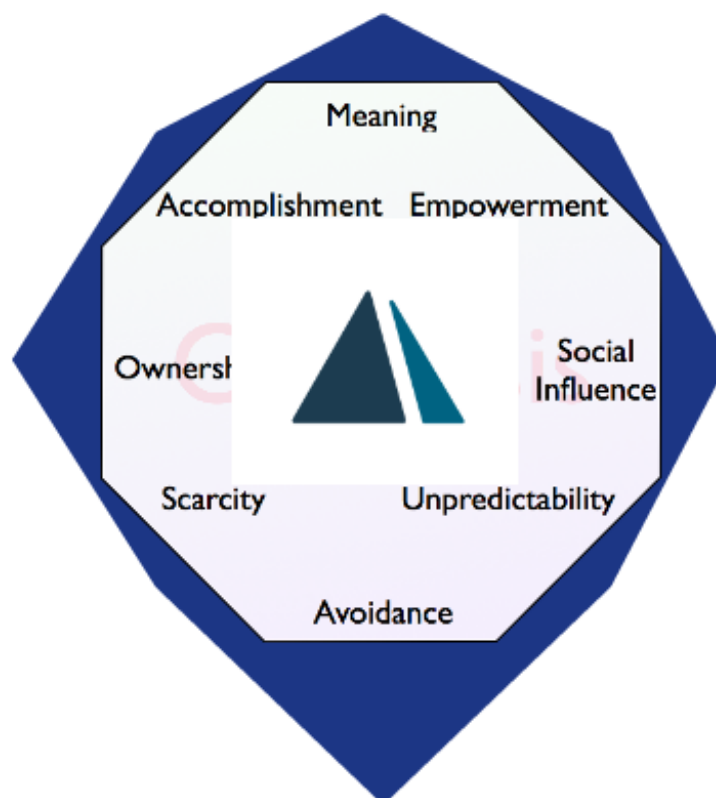 Meaning
Accomplishment Empowerment
Ownersh
Social
Influence
Scarcity Unpredictability
Avoidance